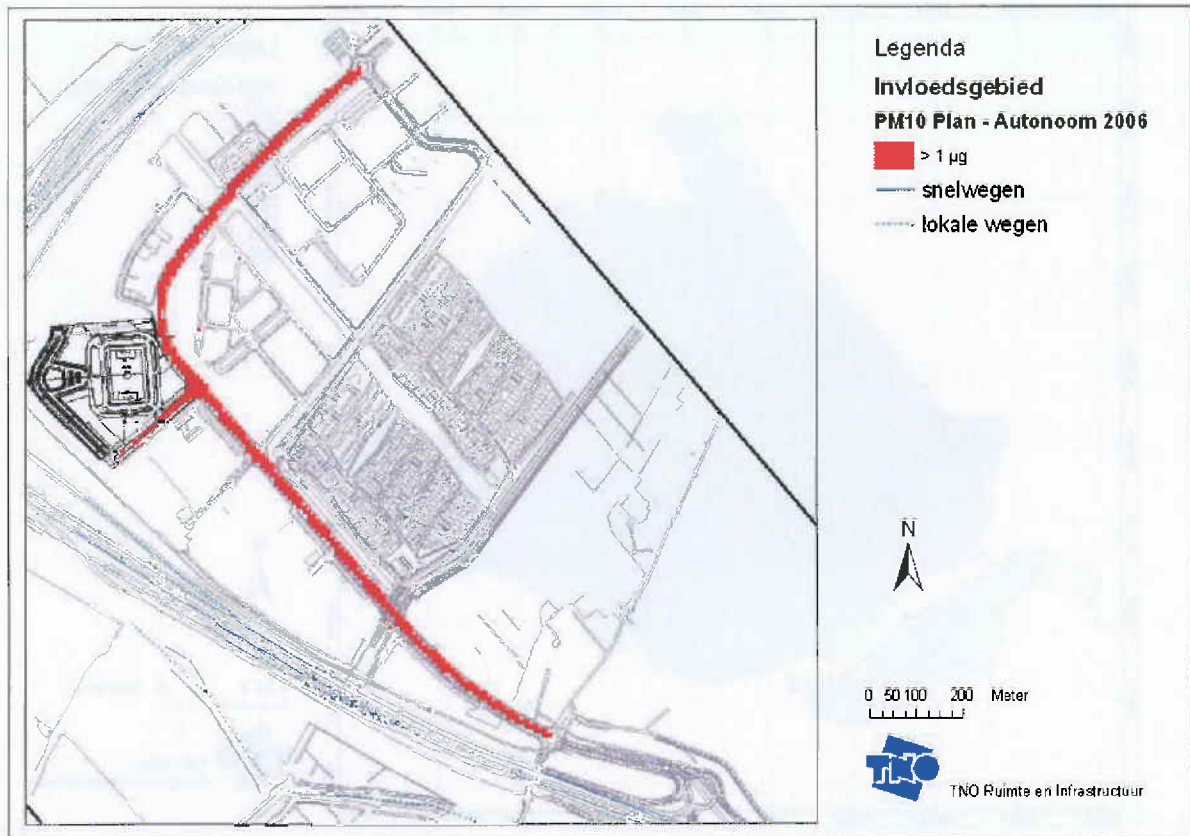 Legenda
Invloedsgebied
PM10 Plan - Autonoom 2006
> 1 µg
snelwegen
lokale wegen
N
0 50 100 200 Meter
TNO
TNO Ruimte en Infrastructuur